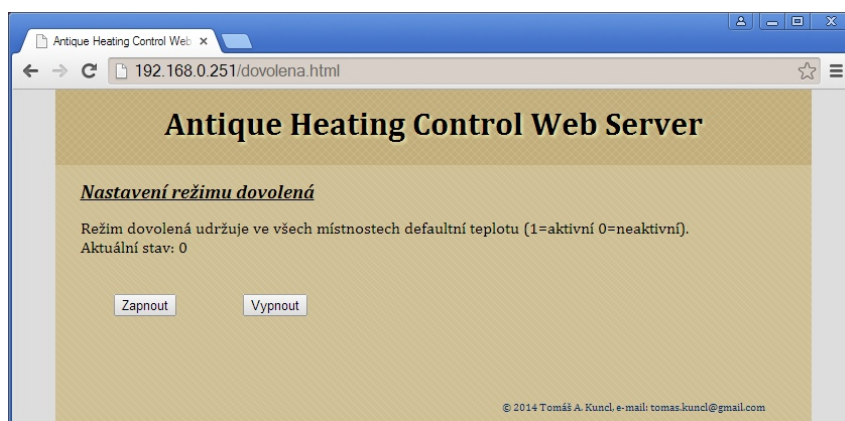 Antique Heating Control Web
192.168.0.251/dovolena.html
Antique Heating Control Web Server
Nastavení režimu dovolená
Režim dovolená udržuje ve všech místnostech defaultní teplotu (1=aktivní 0=neaktivní).
Aktuální stav: 0
Zapnout Vypnout
© 2014 Tomáš A. Kuncl, e-mail: tomas.kuncl@gmail.com